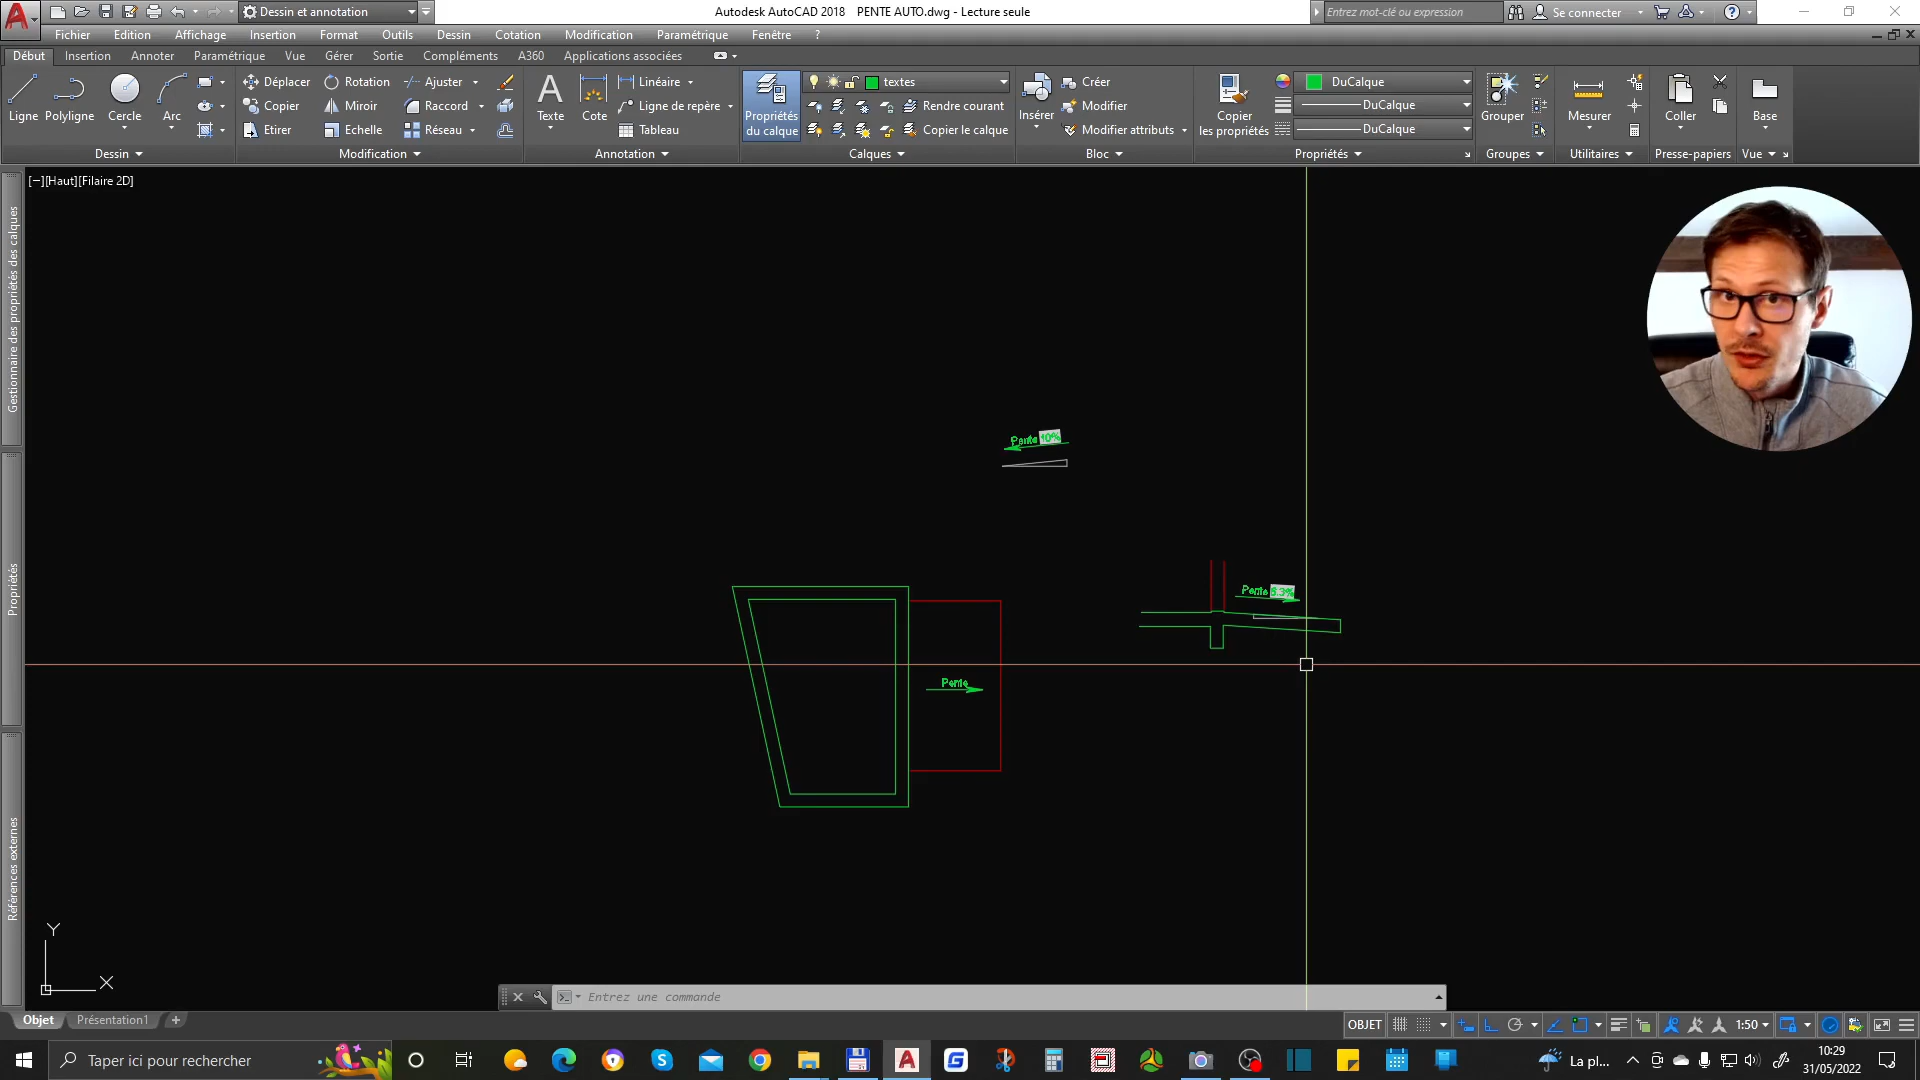 Dessin et annotation
Autodesk AutoCAD 2018 PENTE AUTO.dwg - Lecture seule
Entrez mot-clé ou expression
Se connecter
Fichier Edition Affichage Insertion Format Outils Dessin Cotation Modification Paramétrique Fenêtre ?
Début Insertion Annoter Paramétrique Vue Gérer Sortie Compléments A360 Applications associées
Ligne Polyligne Cercle Arc
Déplacer Rotation Ajuster
Copier Miroir Raccord
Etirer Echelle Réseau
Texte Cote
Linéaire
Ligne de repère
Tableau
Propriétés
du calque
textes
Rendre courant
Copier le calque
Insérer
Créer
Modifier
Modifier attributs
Copier
les propriétés
DuCalque
DuCalque
DuCalque
Grouper
Mesurer
Coller
Base
Dessin Modification Annotation Calques Bloc Propriétés Groupes Utilitaires Presse-papiers Vue
[−][Haut][Filaire 2D]
Gestionnaire des propriétés des calques
Propriétés
Références externes
Pente 10%
Pente
Pente
Y
X
Entrez une commande
Objet Présentation1 +
OBJET
1:50
Taper ici pour rechercher
La pl...
10:29
31/05/2022